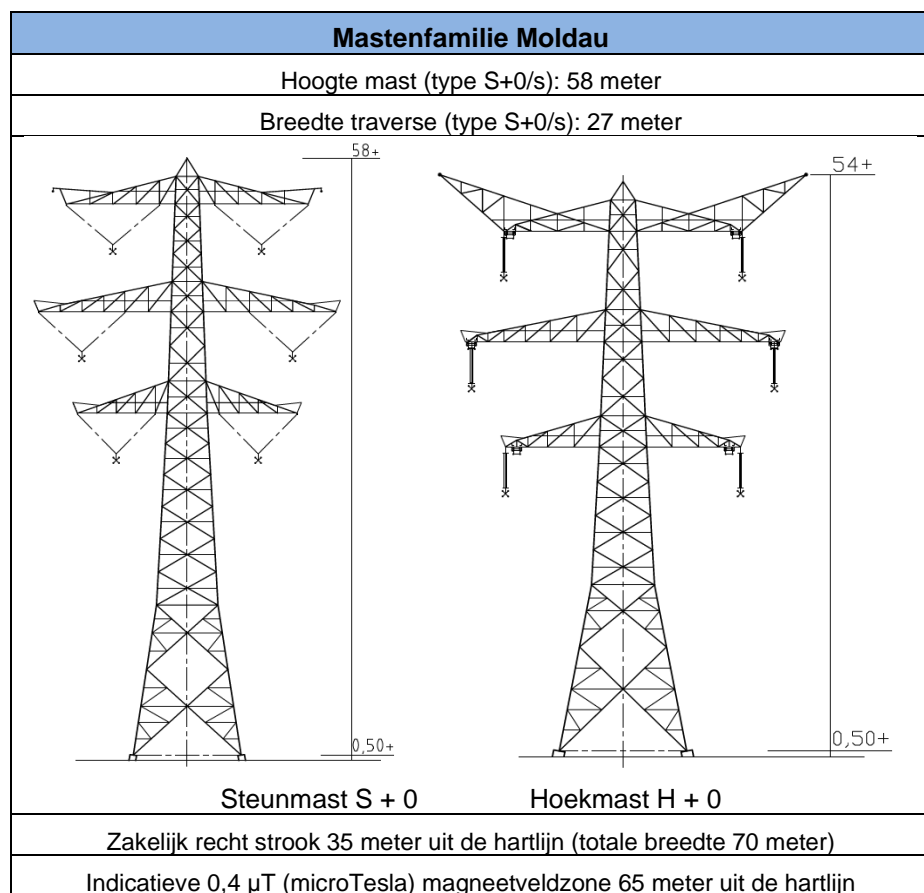 Mastenfamilie Moldau
Hoogte mast (type S+0/s): 58 meter
Breedte traverse (type S+0/s): 27 meter
58+
54+
0,50+
0,50+
Steunmast S + 0
Hoekmast H + 0
Zakelijk recht strook 35 meter uit de hartlijn (totale breedte 70 meter)
Indicatieve 0,4 µT (microTesla) magneetveldzone 65 meter uit de hartlijn